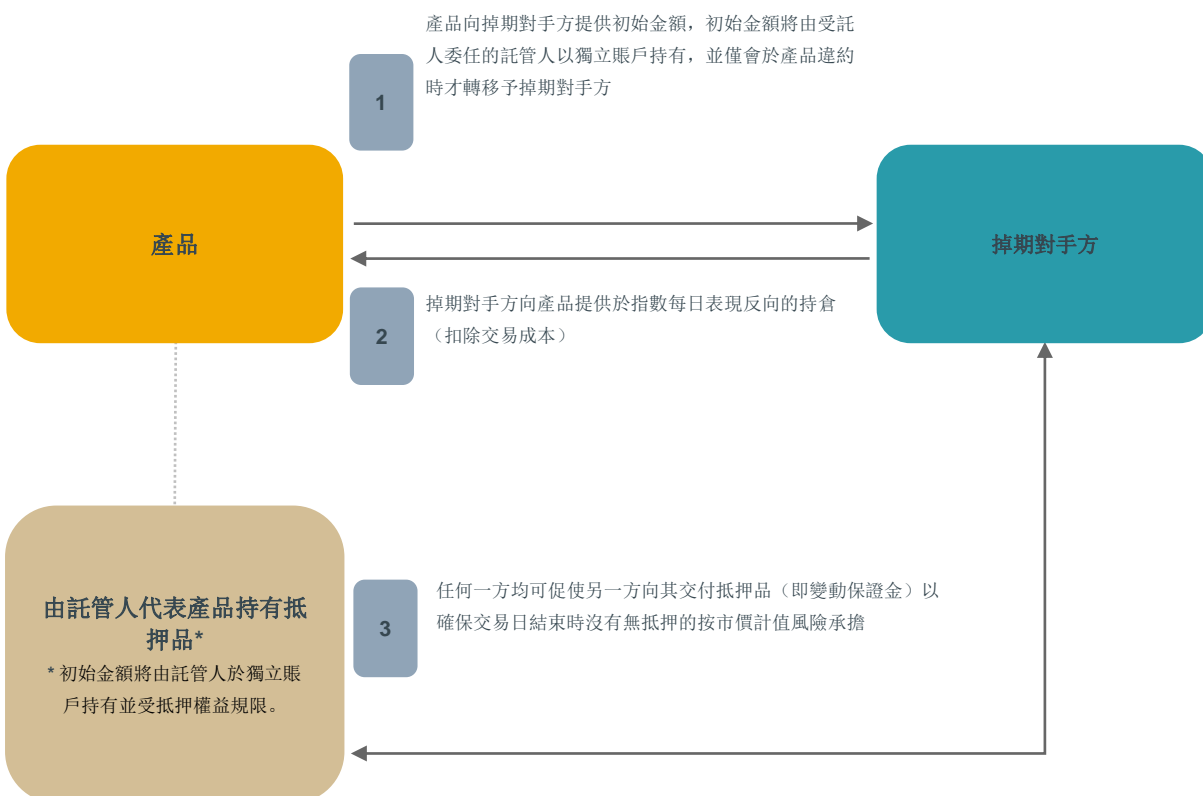 產品向掉期對手方提供初始金額，初始金額將由受託
人委任的託管人以獨立賬戶持有，並僅會於產品違約
時才轉移予掉期對手方
1
產品
掉期對手方
掉期對手方向產品提供於指數每日表現反向的持倉
（扣除交易成本）
2
由託管人代表產品持有抵
押品*
* 初始金額將由託管人於獨立賬
戶持有並受抵押權益規限。
任何一方均可促使另一方向其交付抵押品（即變動保證金）以
確保交易日結束時沒有無抵押的按市價計值風險承擔
3